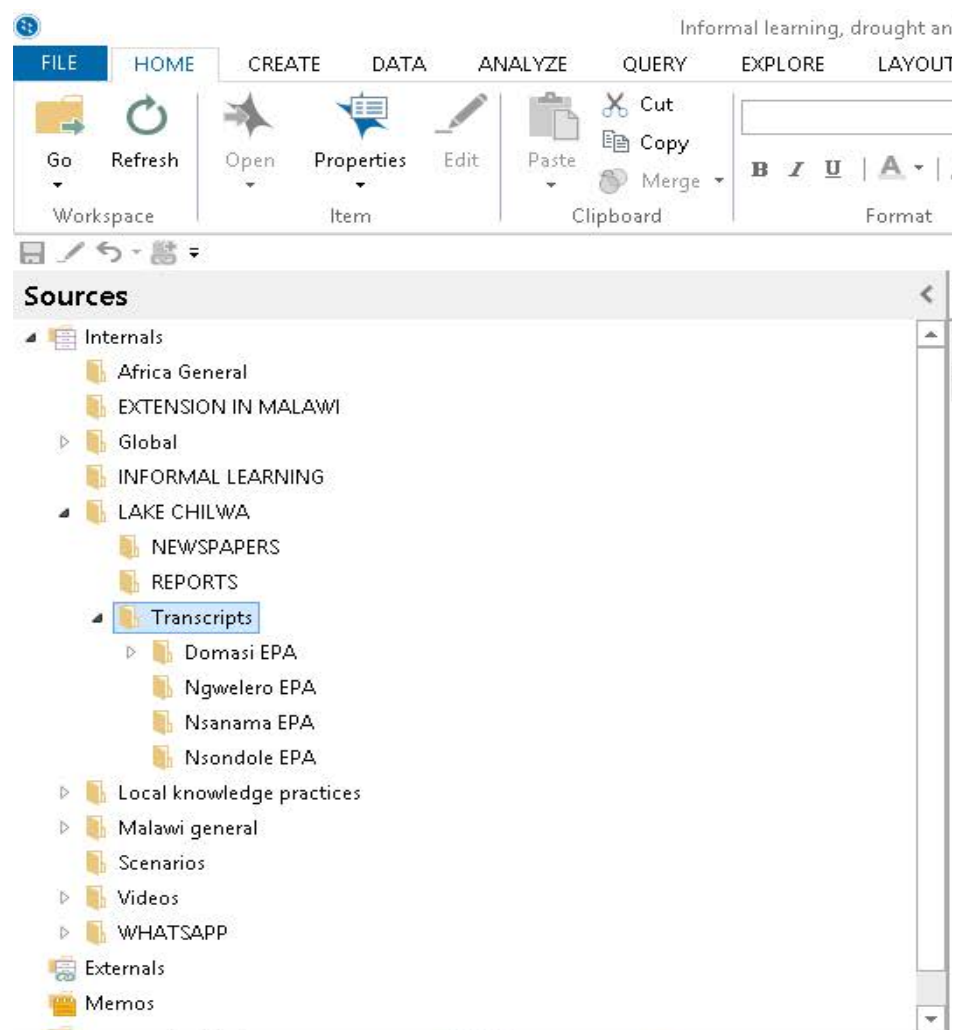 Informal learning, drought an
FILE HOME CREATE DATA ANALYZE QUERY EXPLORE LAYOUT
Go Refresh Open Properties Edit Paste Cut Copy Merge B I U A
Workspace Item Clipboard Format
Sources
Internals
Africa General
EXTENSION IN MALAWI
Global
INFORMAL LEARNING
LAKE CHILWA
NEWSPAPERS
REPORTS
Transcripts
Domasi EPA
Ngwelero EPA
Nsanama EPA
Nsondole EPA
Local knowledge practices
Malawi general
Scenarios
Videos
WHATSAPP
Externals
Memos